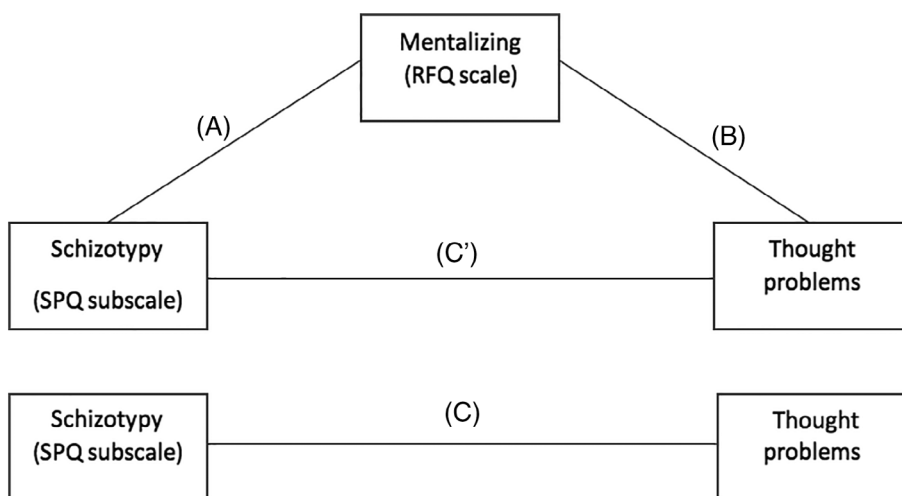 Mentalizing
(RFQ scale)
(A)
(B)
Schizotypy
(SPQ subscale)
(C’)
Thought
problems
Schizotypy
(SPQ subscale)
(C)
Thought
problems